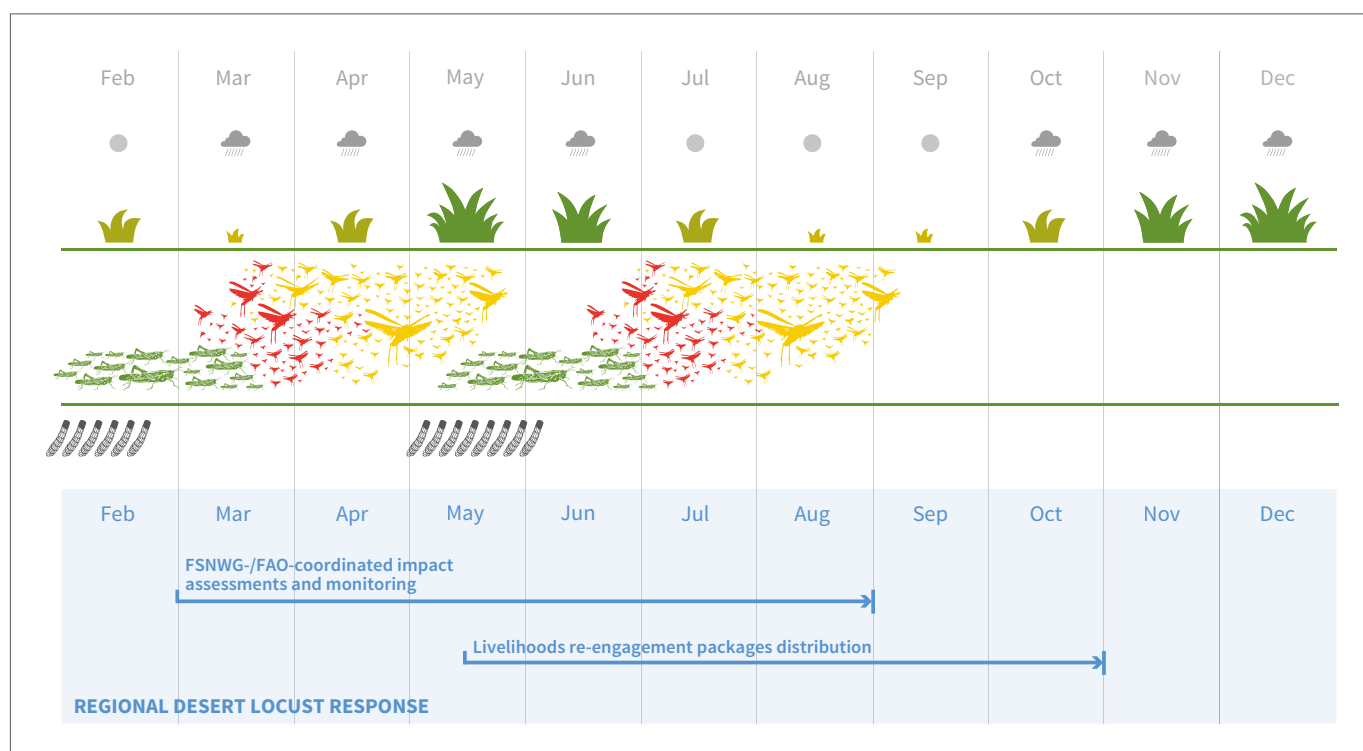 Feb Mar Apr May Jun Jul Aug Sep Oct Nov Dec
Feb Mar Apr May Jun Jul Aug Sep Oct Nov Dec
FSNWG-/FAO-coordinated impact
assessments and monitoring
Livelihoods re-engagement packages distribution
REGIONAL DESERT LOCUST RESPONSE